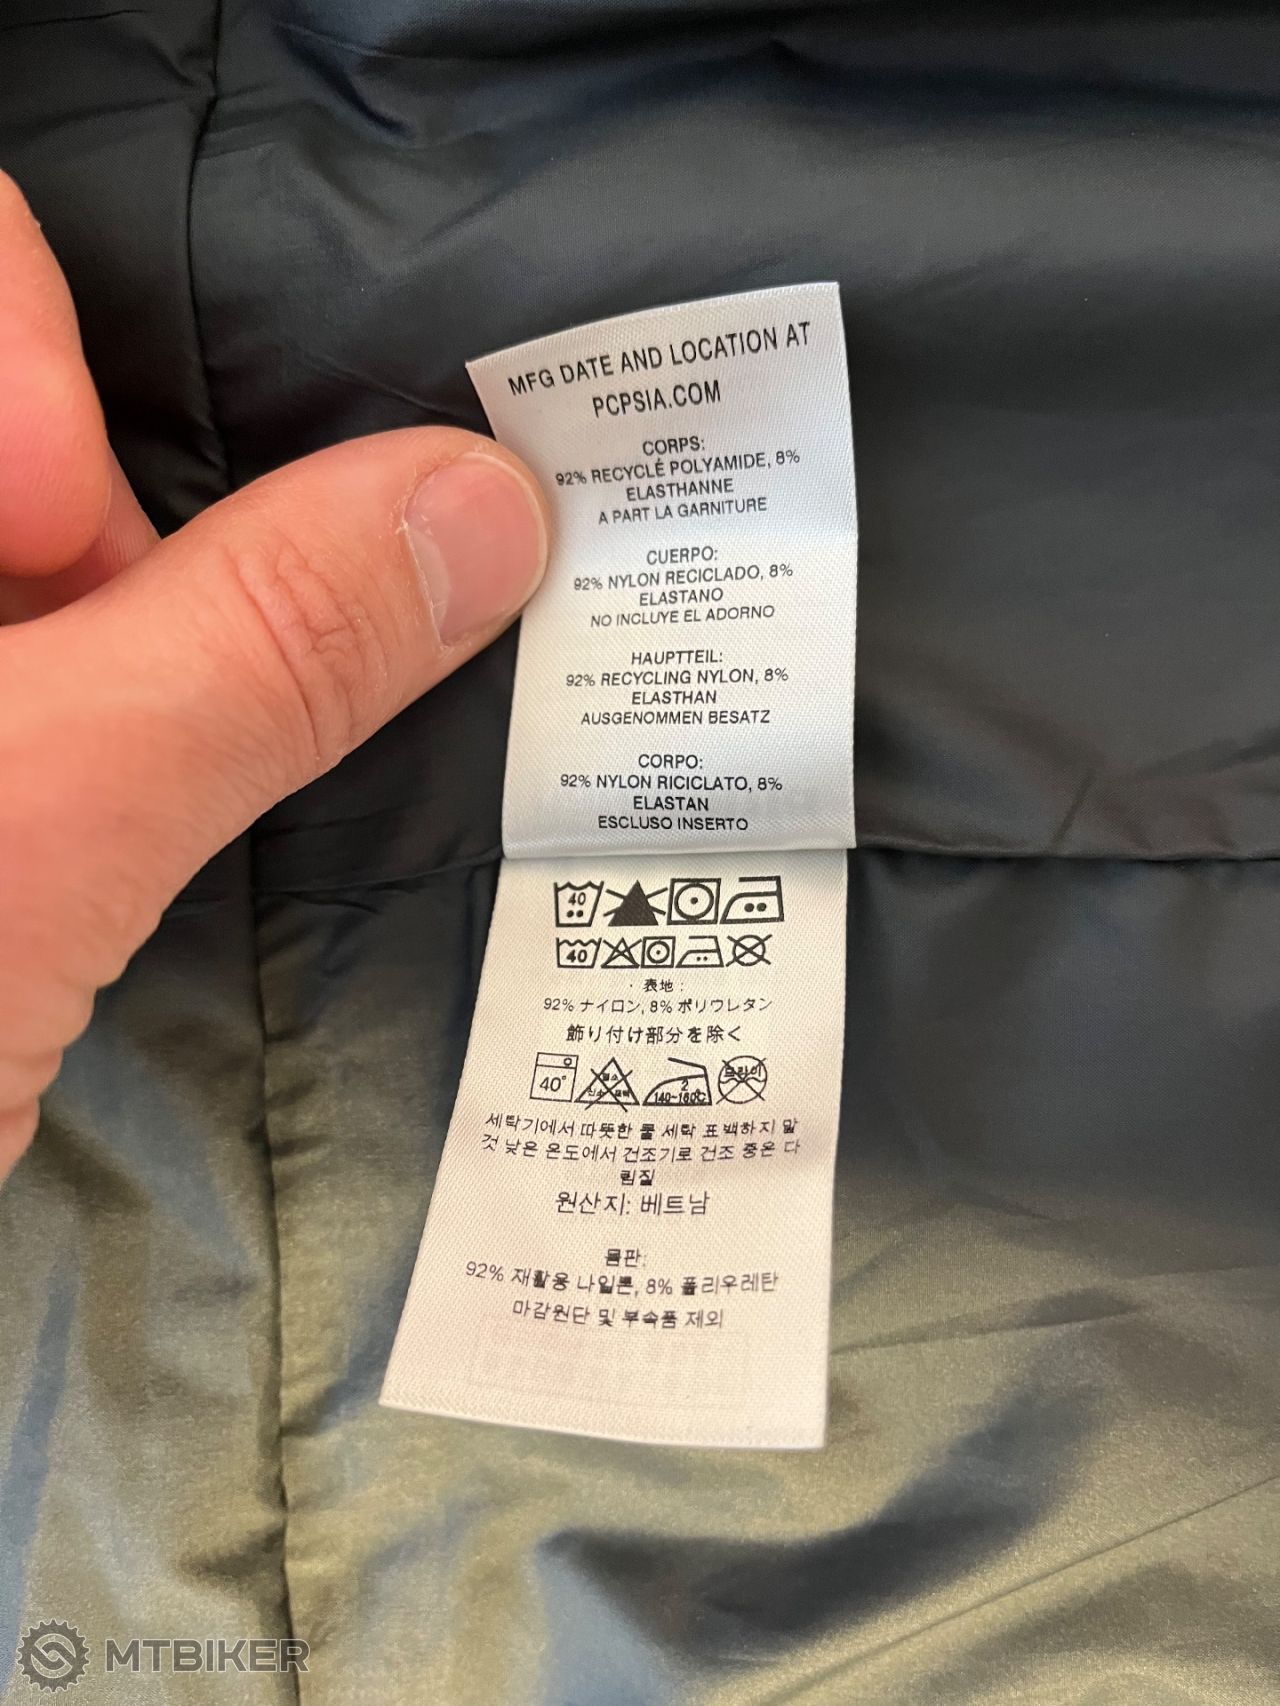 MFG DATE AND LOCATION AT
PCPSIA.COM
CORPS:
92% RECYCLÉ POLYAMIDE, 8%
ELASTHANNE
A PART LA GARNITURE
CUERPO:
92% NYLON RECICLADO, 8%
ELASTANO
NO INCLUYE EL ADORNO
HAUPTTEIL:
92% RECYCLING NYLON, 8%
ELASTHAN
AUSGENOMMEN BESATZ
CORPO:
92% NYLON RICICLATO, 8%
ELASTAN
ESCLUSO INSERTO
40
40
表地:
92% ナイロン, 8% ポリウレタン
飾り付け部分を除く
40°
2
140~160℃
드라이
세탁기에서 따뜻한 물 세탁 표백하지 말
것 낮은 온도에서 건조기로 건조 중온 다
림질
원산지: 베트남
몸판:
92% 재활용 나일론, 8% 폴리우레탄
마감원단 및 부속품 제외
MTBIKER